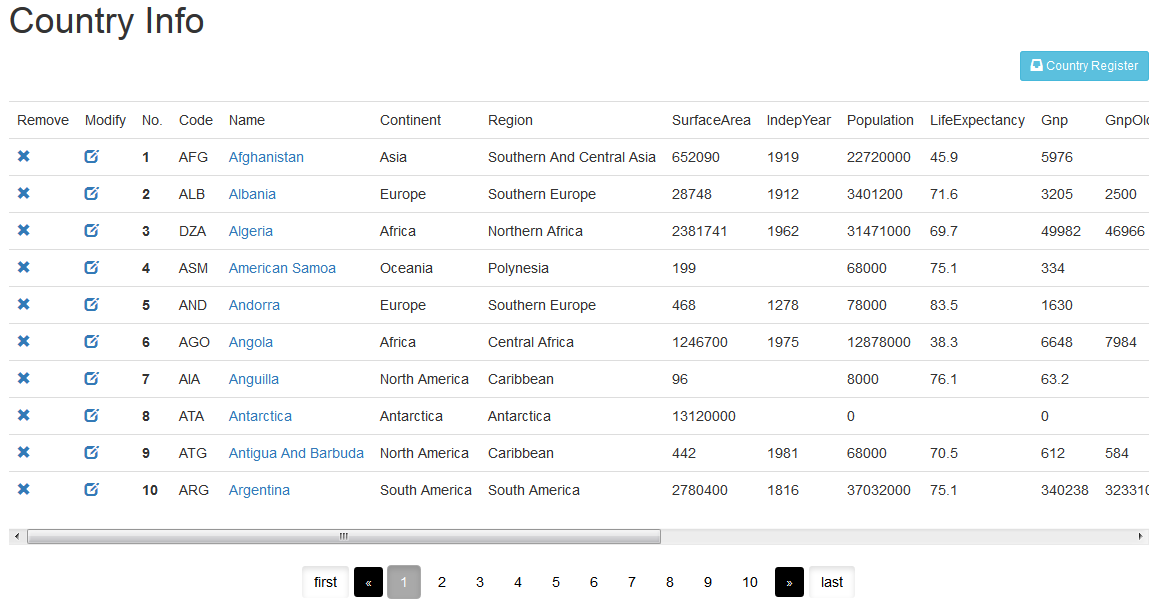 Country Info
Country Register
Remove Modify No. Code Name Continent Region SurfaceArea IndepYear Population LifeExpectancy Gnp GnpOld
1 AFG Afghanistan Asia Southern And Central Asia 652090 1919 22720000 45.9 5976
2 ALB Albania Europe Southern Europe 28748 1912 3401200 71.6 3205 2500
3 DZA Algeria Africa Northern Africa 2381741 1962 31471000 69.7 49982 46966
4 ASM American Samoa Oceania Polynesia 199 68000 75.1 334
5 AND Andorra Europe Southern Europe 468 1278 78000 83.5 1630
6 AGO Angola Africa Central Africa 1246700 1975 12878000 38.3 6648 7984
7 AIA Anguilla North America Caribbean 96 8000 76.1 63.2
8 ATA Antarctica Antarctica Antarctica 13120000 0 0
9 ATG Antigua And Barbuda North America Caribbean 442 1981 68000 70.5 612 584
10 ARG Argentina South America South America 2780400 1816 37032000 75.1 340238 323310
first « 1 2 3 4 5 6 7 8 9 10 » last